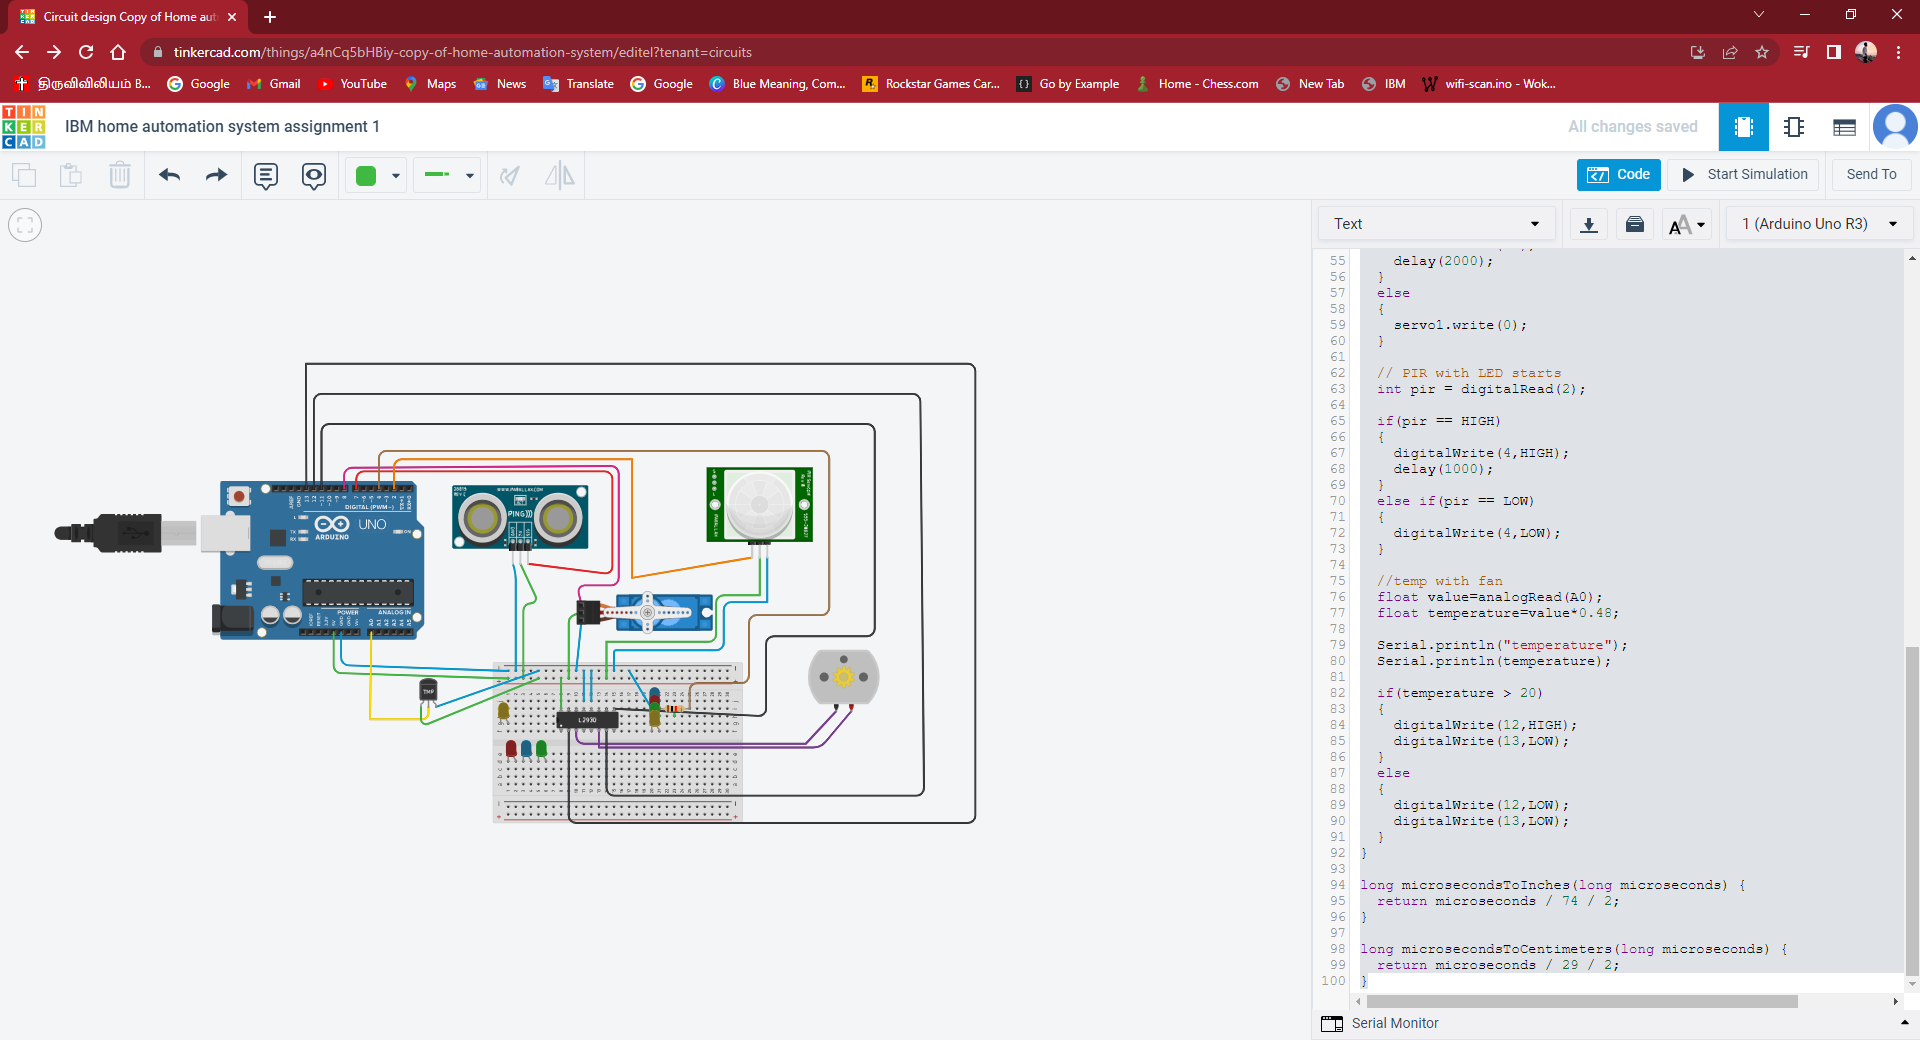 Circuit design Copy of Home aut
tinkercad.com/things/a4nCq5bHBiy-copy-of-home-automation-system/editel?tenant=circuits
திருவிவிலியம் B...
Google
Gmail
YouTube
Maps
News
Translate
Google
Blue Meaning, Com...
Rockstar Games Car...
Go by Example
Home - Chess.com
New Tab
IBM
wifi-scan.ino - Wok...
TIN
KER
CAD
IBM home automation system assignment 1
All changes saved
Code
Start Simulation
Send To
Text
1 (Arduino Uno R3)
DIGITAL (PWM~)
UNO
ARDUINO
POWER
ANALOG IN
WWW.PARALLAX.COM
PING)))
TMP
L293D
55 delay(2000);
56 }
57 else
58 {
59 servo1.write(0);
60 }
61
62 // PIR with LED starts
63 int pir = digitalRead(2);
64
65 if(pir == HIGH)
66 {
67 digitalWrite(4,HIGH);
68 delay(1000);
69 }
70 else if(pir == LOW)
71 {
72 digitalWrite(4,LOW);
73 }
74
75 //temp with fan
76 float value=analogRead(A0);
77 float temperature=value*0.48;
78
79 Serial.println("temperature");
80 Serial.println(temperature);
81
82 if(temperature > 20)
83 {
84 digitalWrite(12,HIGH);
85 digitalWrite(13,LOW);
86 }
87 else
88 {
89 digitalWrite(12,LOW);
90 digitalWrite(13,LOW);
91 }
92 }
93
94 long microsecondsToInches(long microseconds) {
95 return microseconds / 74 / 2;
96 }
97
98 long microsecondsToCentimeters(long microseconds) {
99 return microseconds / 29 / 2;
100 }
Serial Monitor